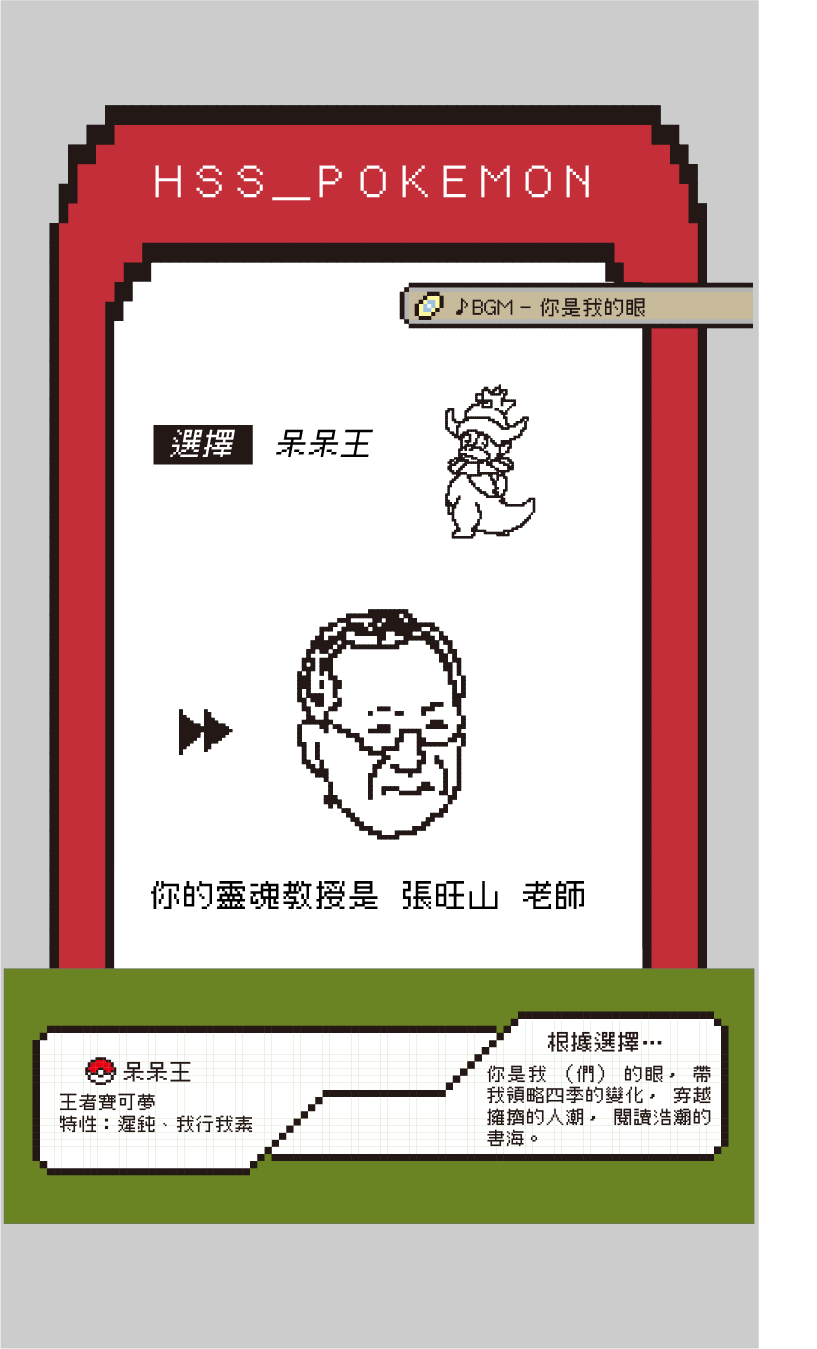 HSS_POKEMON
♪BGM - 你是我的眼
選擇 呆呆王
你的靈魂教授是 張旺山 老師
呆呆王
王者寶可夢
特性：遲鈍、我行我素
根據選擇…
你是我（們）的眼，帶
我領略四季的變化，穿越
擁擠的人潮，閱讀浩瀚的
書海。